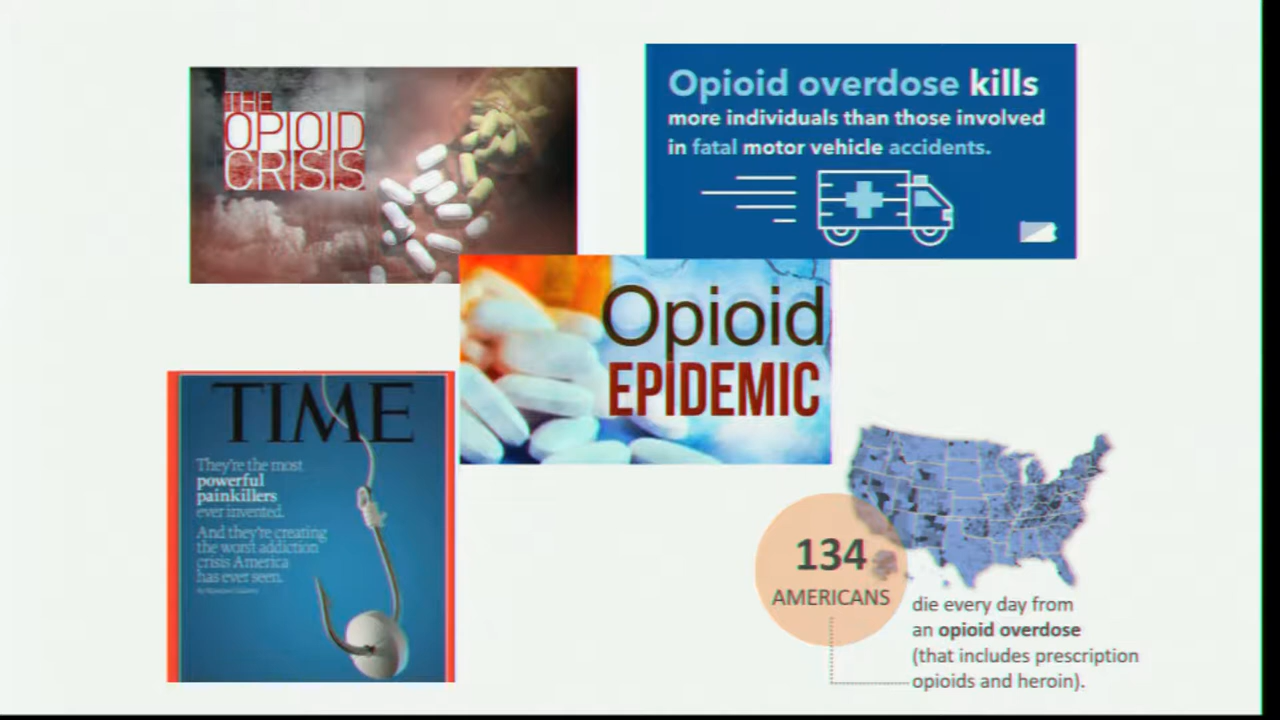 THE
OPIOID
CRISIS
Opioid overdose kills
more individuals than those involved
in fatal motor vehicle accidents.
Opioid
EPIDEMIC
TIME
They're the most
powerful
painkillers
ever invented.
And they're creating
the worst addiction
crisis America
has ever seen.
134
AMERICANS
die every day from
an opioid overdose
(that includes prescription
opioids and heroin).